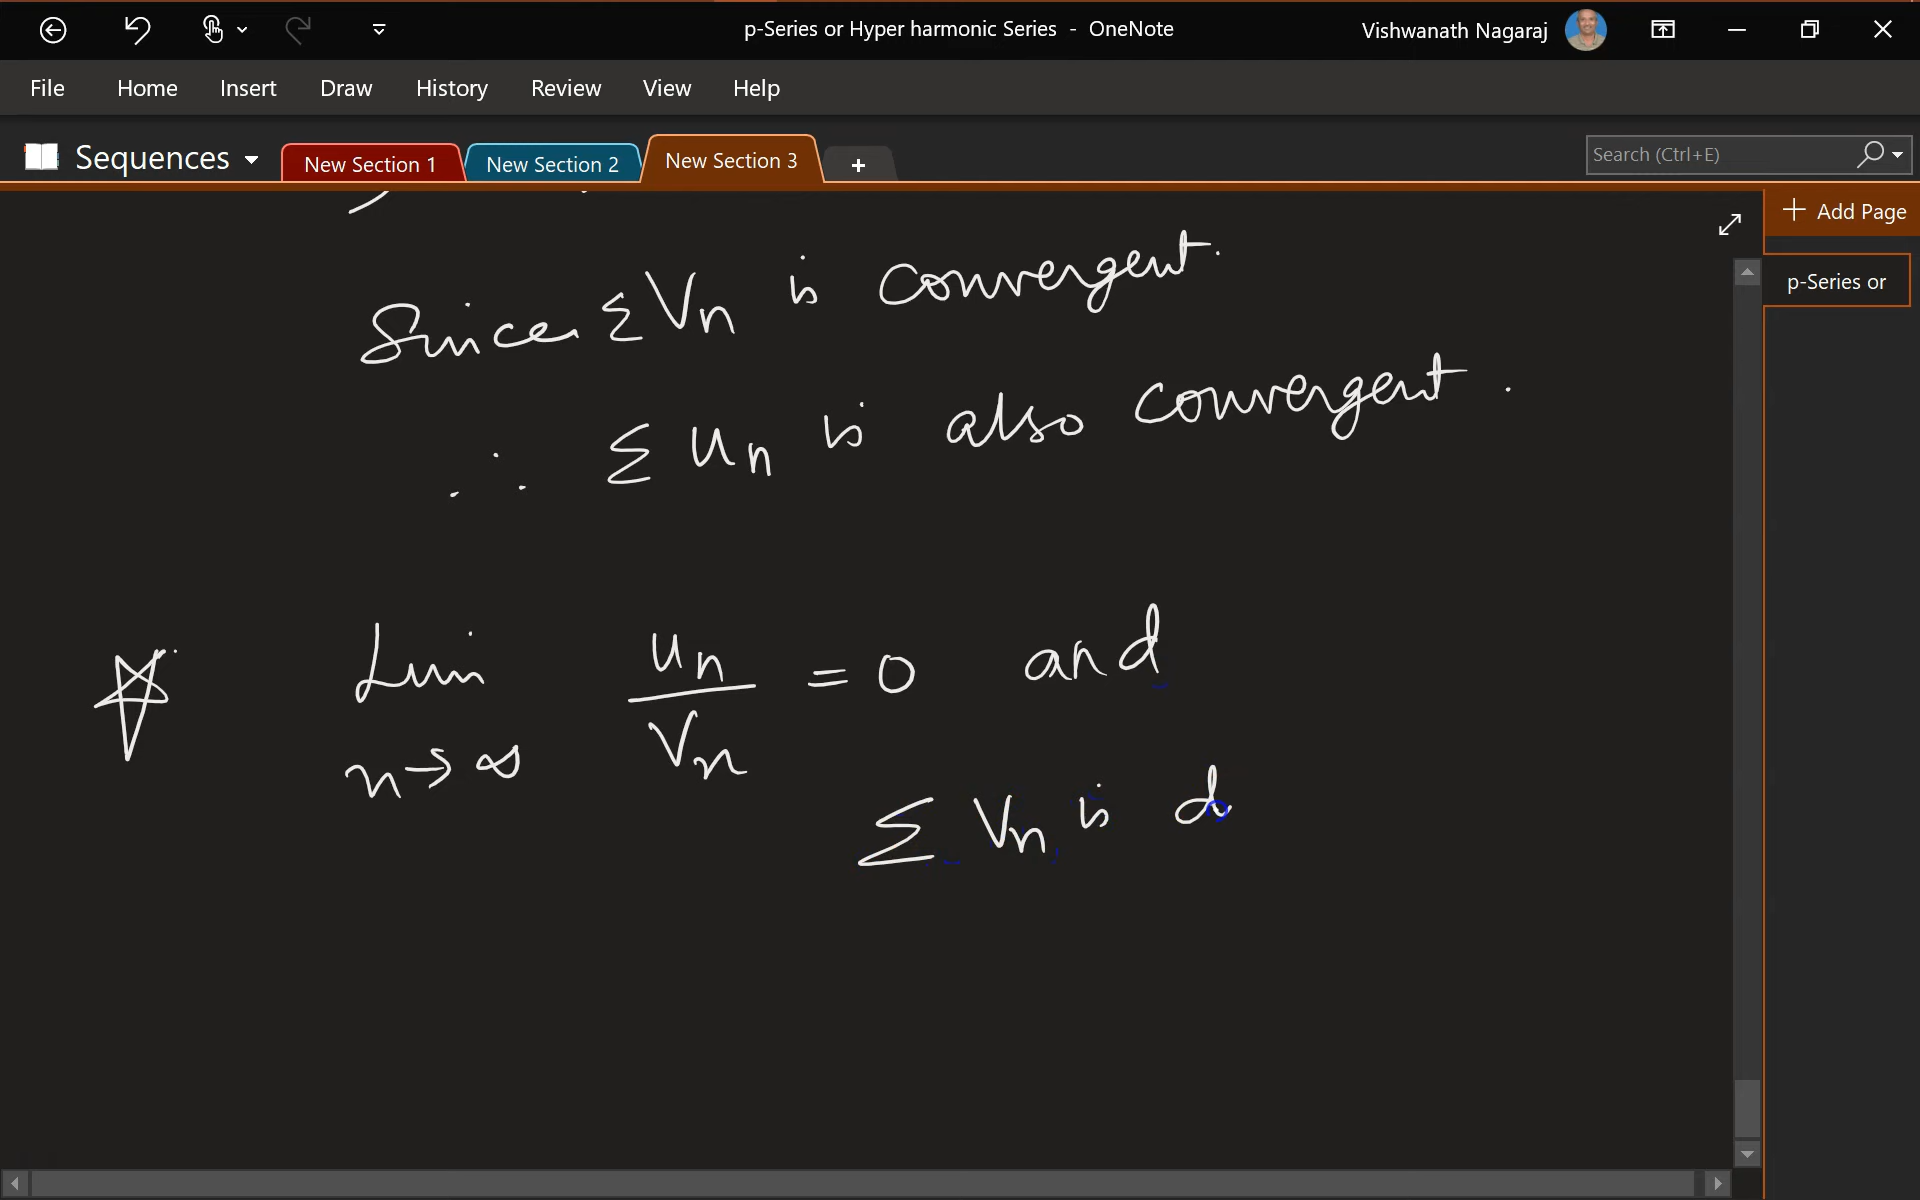 p-Series or Hyper harmonic Series - OneNote
Vishwanath Nagaraj
File Home Insert Draw History Review View Help
Sequences New Section 1 New Section 2 New Section 3 +
Search (Ctrl+E)
+ Add Page
p-Series or
Since Σ Vn is convergent.
∴ Σ un is also convergent.
Lim un/Vn = 0 and
n→∞
Σ Vn is d